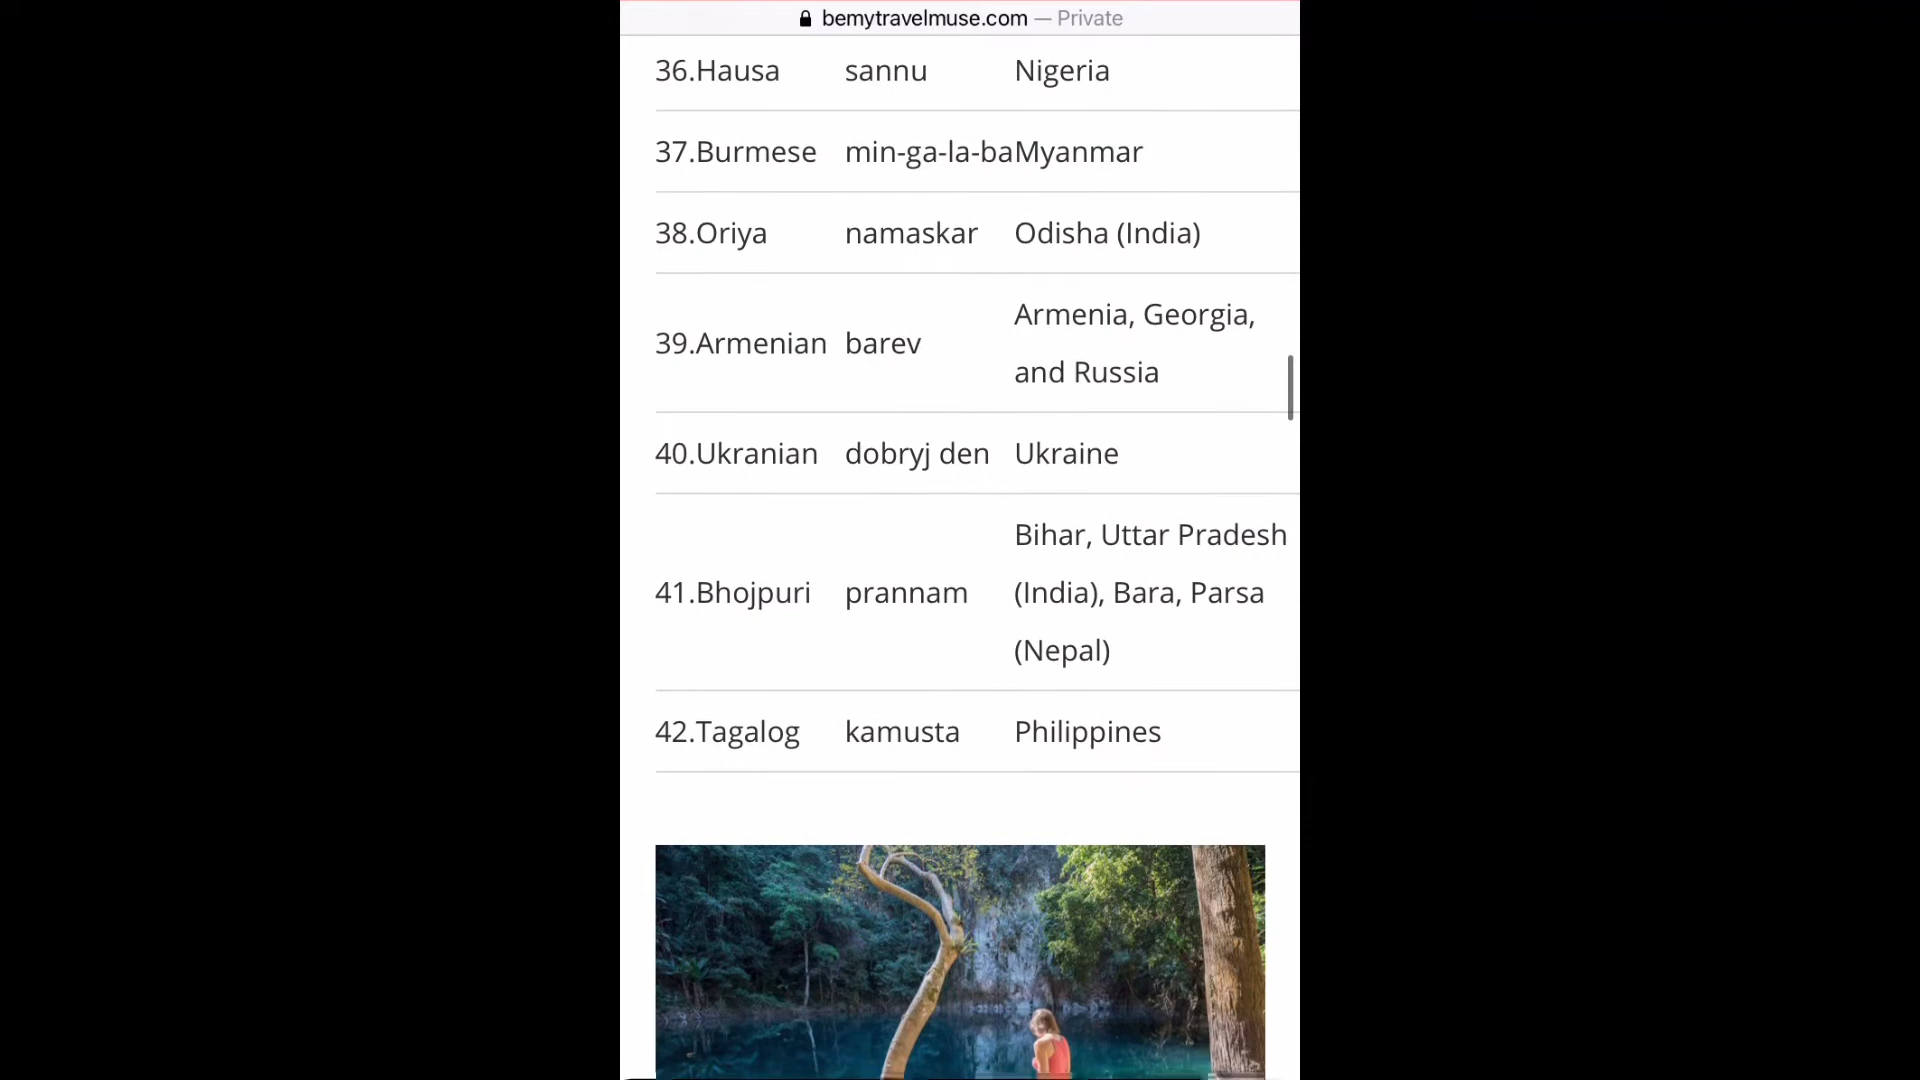 bemytravelmuse.com — Private
36.Hausa sannu Nigeria
37.Burmese min-ga-la-ba Myanmar
38.Oriya namaskar Odisha (India)
39.Armenian barev Armenia, Georgia,
and Russia
40.Ukranian dobryj den Ukraine
41.Bhojpuri prannam Bihar, Uttar Pradesh
(India), Bara, Parsa
(Nepal)
42.Tagalog kamusta Philippines